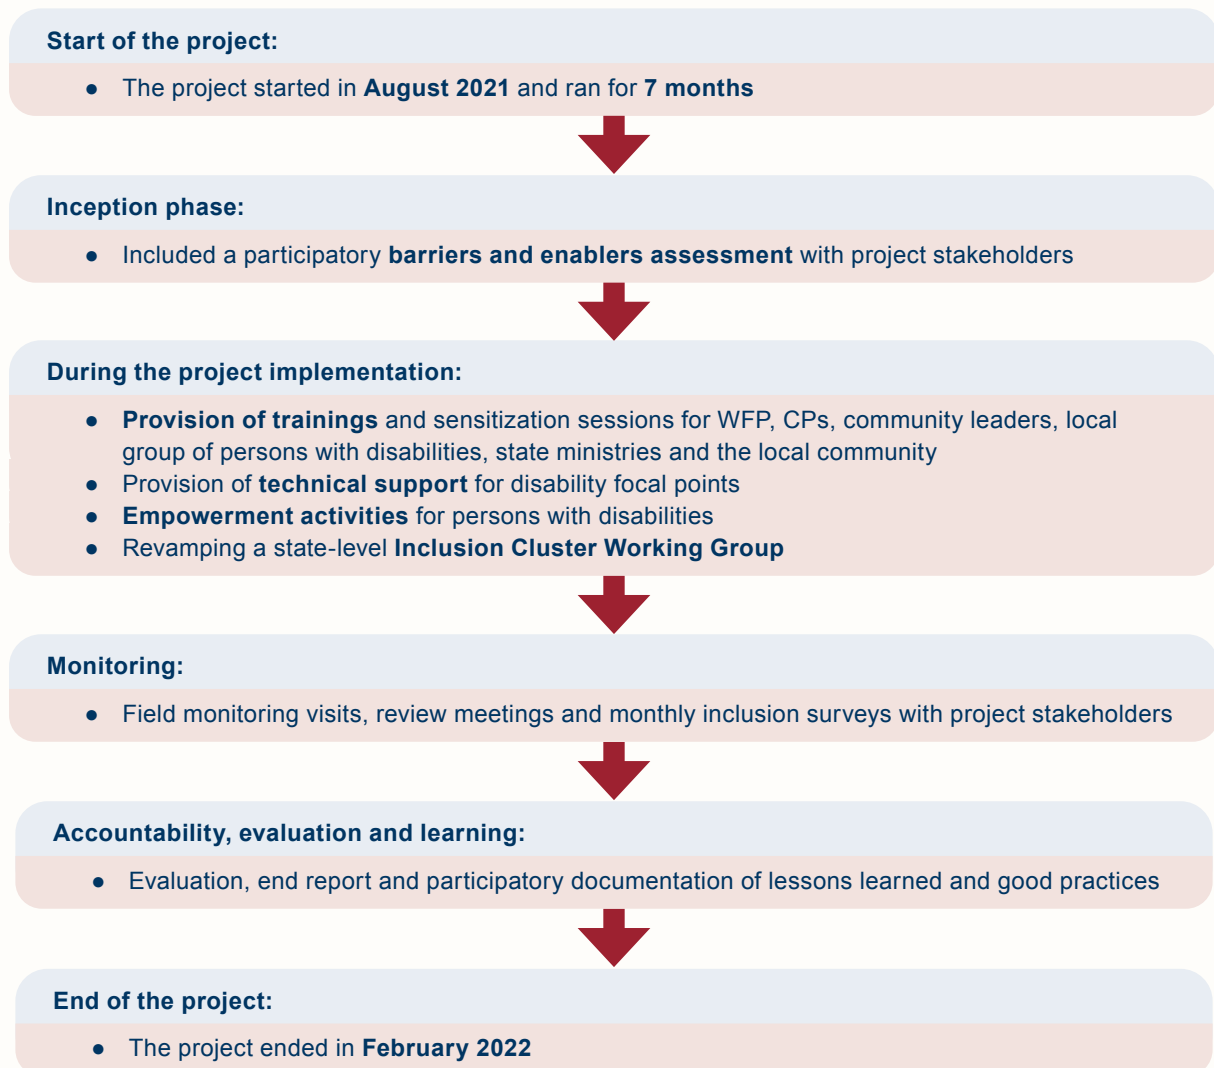 Start of the project:
● The project started in August 2021 and ran for 7 months
Inception phase:
● Included a participatory barriers and enablers assessment with project stakeholders
During the project implementation:
● Provision of trainings and sensitization sessions for WFP, CPs, community leaders, local
group of persons with disabilities, state ministries and the local community
● Provision of technical support for disability focal points
● Empowerment activities for persons with disabilities
● Revamping a state-level Inclusion Cluster Working Group
Monitoring:
● Field monitoring visits, review meetings and monthly inclusion surveys with project stakeholders
Accountability, evaluation and learning:
● Evaluation, end report and participatory documentation of lessons learned and good practices
End of the project:
● The project ended in February 2022